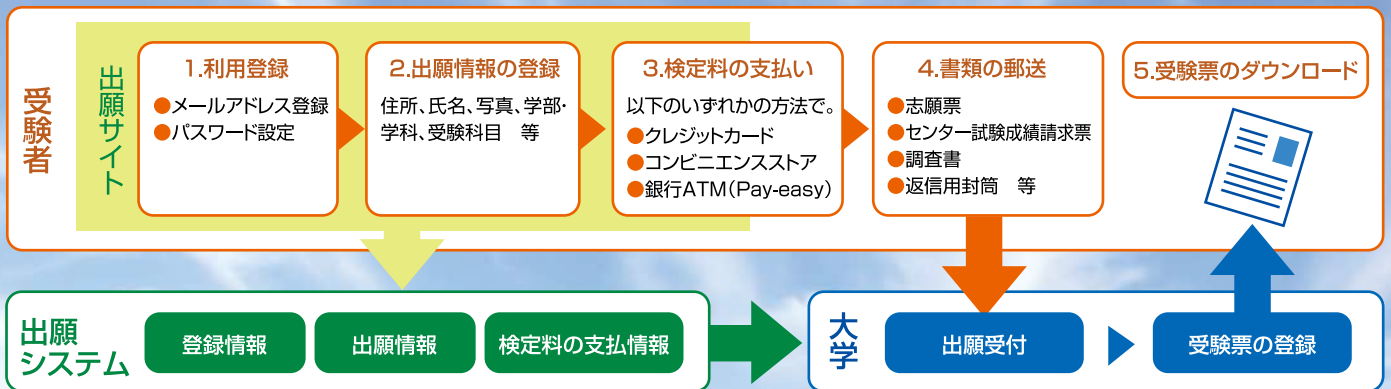 受験者
出願サイト
1.利用登録
●メールアドレス登録
●パスワード設定
2.出願情報の登録
住所、氏名、写真、学部・
学科、受験科目　等
3.検定料の支払い
以下のいずれかの方法で。
●クレジットカード
●コンビニエンスストア
●銀行ATM(Pay-easy)
4.書類の郵送
●志願票
●センター試験成績請求票
●調査書
●返信用封筒　等
5.受験票のダウンロード
出願
システム
登録情報
出願情報
検定料の支払情報
大学
出願受付
受験票の登録